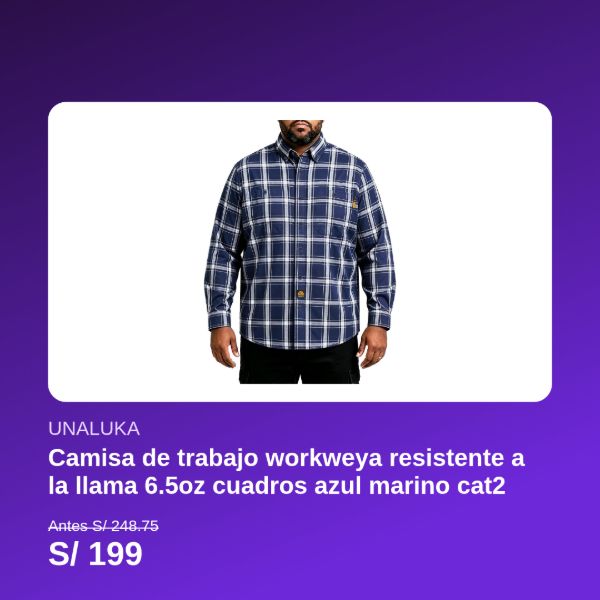 UNALUKA
Camisa de trabajo workweya resistente a
la llama 6.5oz cuadros azul marino cat2
Antes S/ 248.75
S/ 199